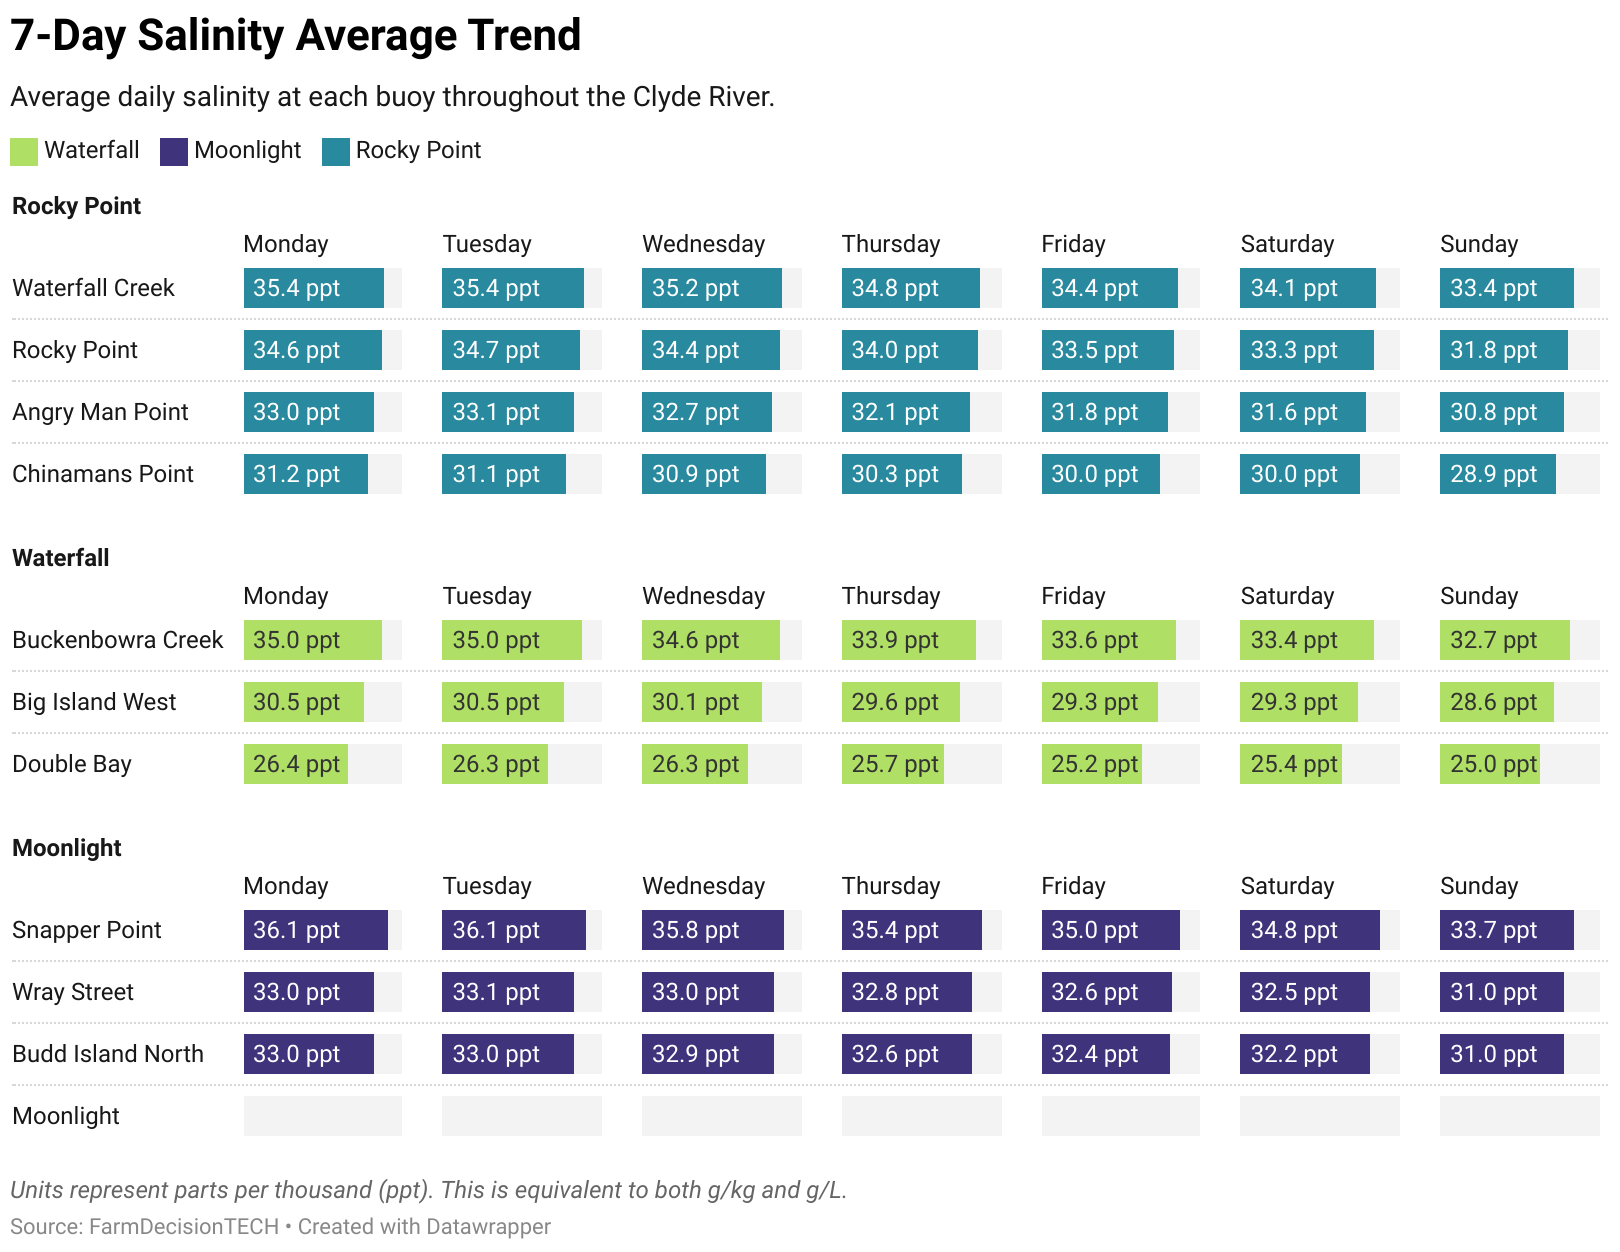 7-Day Salinity Average Trend
Average daily salinity at each buoy throughout the Clyde River.
Waterfall Moonlight Rocky Point
Rocky Point
Monday Tuesday Wednesday Thursday Friday Saturday Sunday
Waterfall Creek 35.4 ppt 35.4 ppt 35.2 ppt 34.8 ppt 34.4 ppt 34.1 ppt 33.4 ppt
Rocky Point 34.6 ppt 34.7 ppt 34.4 ppt 34.0 ppt 33.5 ppt 33.3 ppt 31.8 ppt
Angry Man Point 33.0 ppt 33.1 ppt 32.7 ppt 32.1 ppt 31.8 ppt 31.6 ppt 30.8 ppt
Chinamans Point 31.2 ppt 31.1 ppt 30.9 ppt 30.3 ppt 30.0 ppt 30.0 ppt 28.9 ppt
Waterfall
Monday Tuesday Wednesday Thursday Friday Saturday Sunday
Buckenbowra Creek 35.0 ppt 35.0 ppt 34.6 ppt 33.9 ppt 33.6 ppt 33.4 ppt 32.7 ppt
Big Island West 30.5 ppt 30.5 ppt 30.1 ppt 29.6 ppt 29.3 ppt 29.3 ppt 28.6 ppt
Double Bay 26.4 ppt 26.3 ppt 26.3 ppt 25.7 ppt 25.2 ppt 25.4 ppt 25.0 ppt
Moonlight
Monday Tuesday Wednesday Thursday Friday Saturday Sunday
Snapper Point 36.1 ppt 36.1 ppt 35.8 ppt 35.4 ppt 35.0 ppt 34.8 ppt 33.7 ppt
Wray Street 33.0 ppt 33.1 ppt 33.0 ppt 32.8 ppt 32.6 ppt 32.5 ppt 31.0 ppt
Budd Island North 33.0 ppt 33.0 ppt 32.9 ppt 32.6 ppt 32.4 ppt 32.2 ppt 31.0 ppt
Moonlight
Units represent parts per thousand (ppt). This is equivalent to both g/kg and g/L.
Source: FarmDecisionTECH • Created with Datawrapper